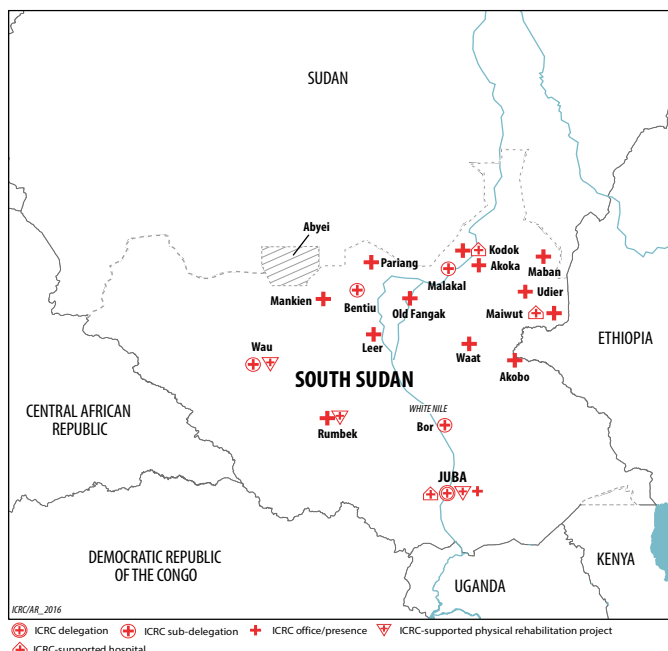 SUDAN
Abyei
Kodok
Pariang
Akoka
Maban
Malakal
Udier
Mankien
Bentiu
Old Fangak
Maiwut
ETHIOPIA
Leer
Waat
Wau
Akobo
SOUTH SUDAN
CENTRAL AFRICAN
REPUBLIC
WHITE NILE
Rumbek
Bor
JUBA
DEMOCRATIC REPUBLIC
OF THE CONGO
KENYA
UGANDA
ICRC/AR_2016
ICRC delegation ICRC sub-delegation ICRC office/presence ICRC-supported physical rehabilitation project
ICRC-supported hospital